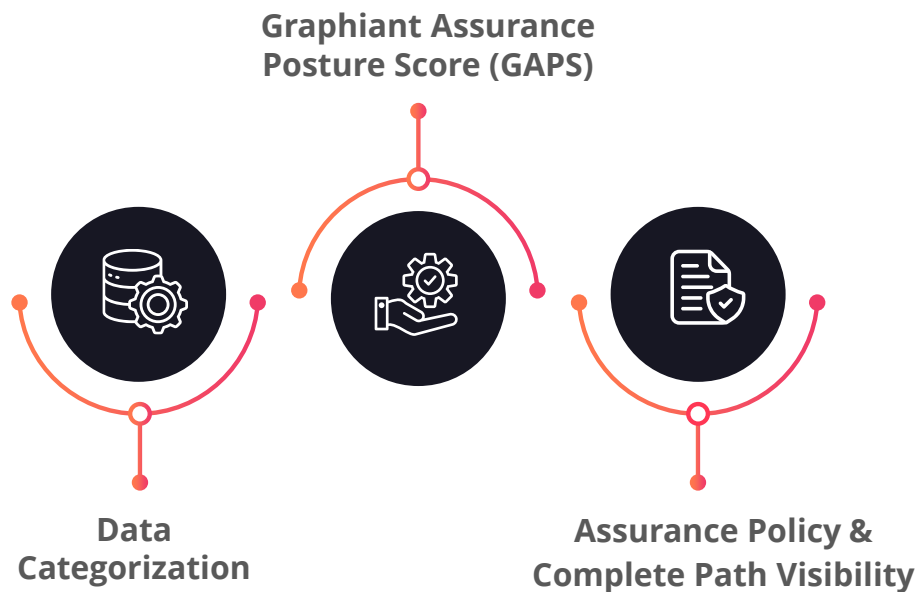 Graphiant Assurance
Posture Score (GAPS)
Data
Categorization
Assurance Policy &
Complete Path Visibility